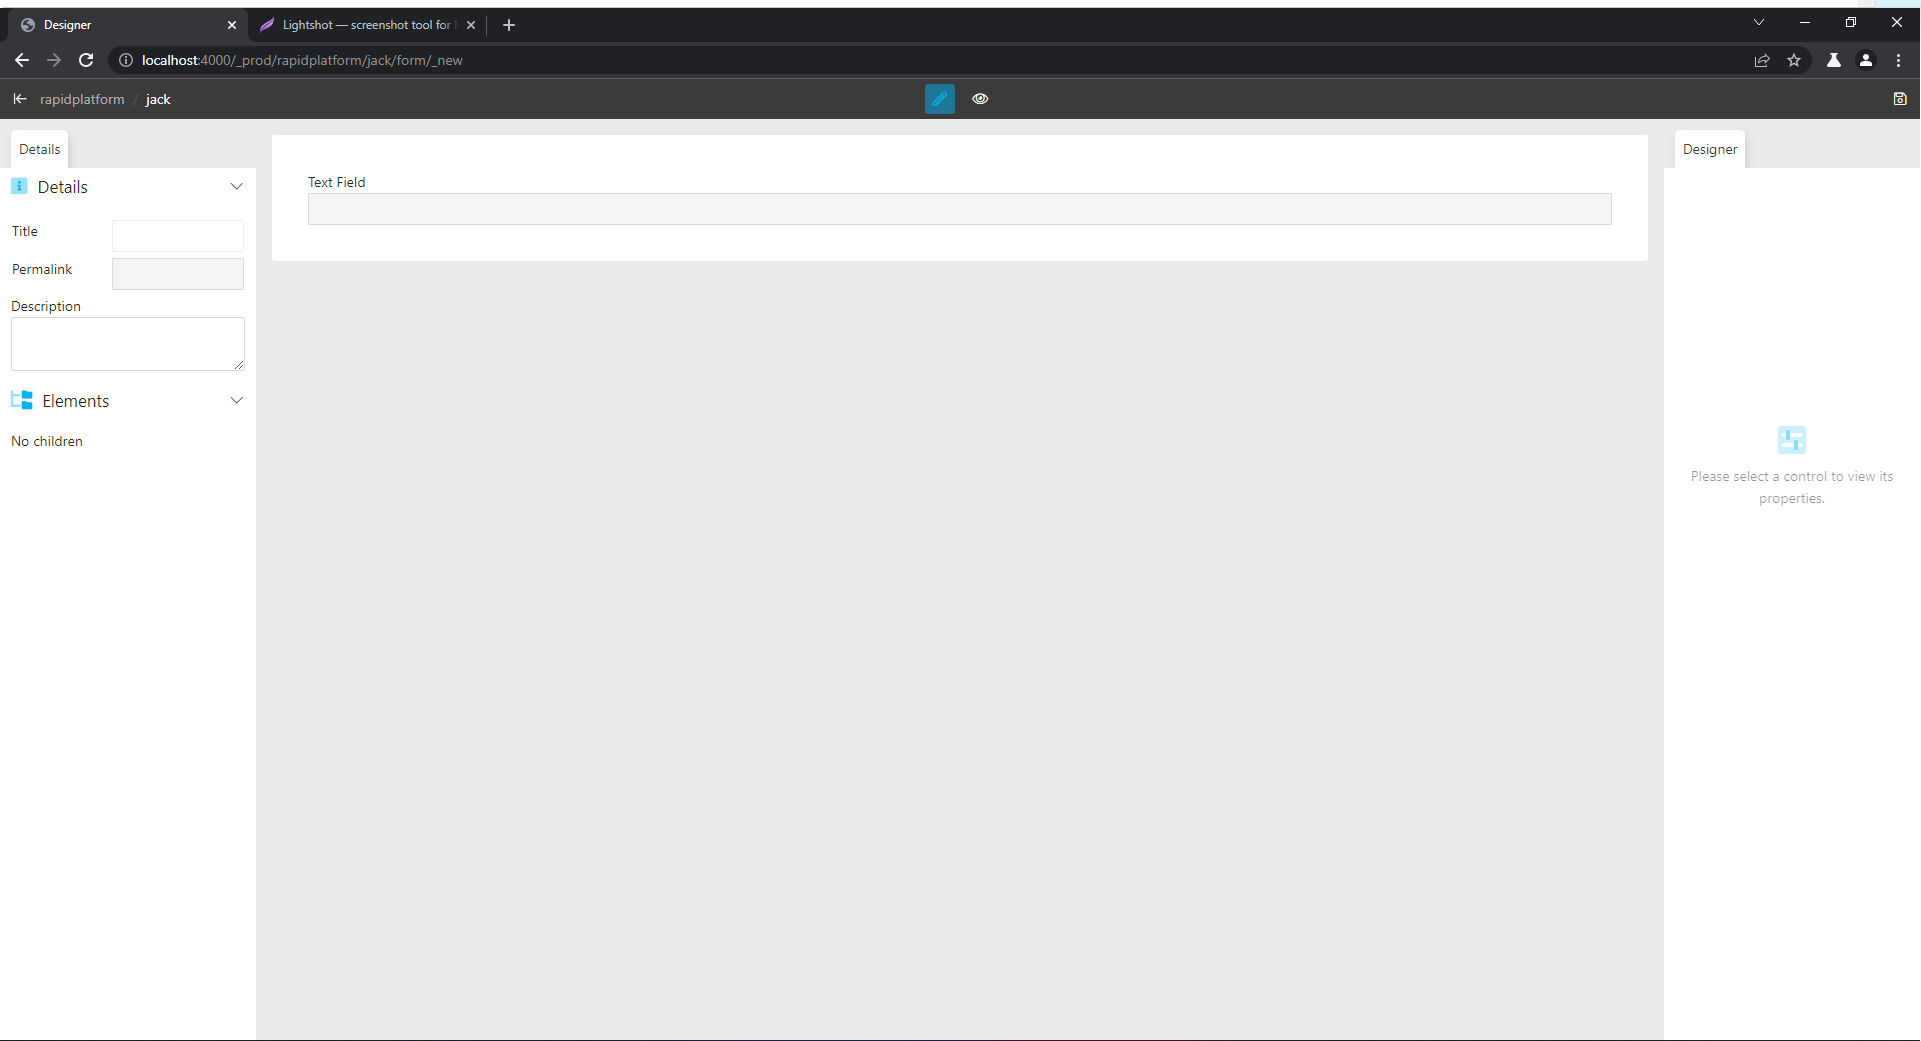 Designer
Lightshot — screenshot tool for
localhost:4000/_prod/rapidplatform/jack/form/_new
rapidplatform / jack
Details
Designer
Details
Text Field
Title
Permalink
Description
Elements
No children
Please select a control to view its
properties.